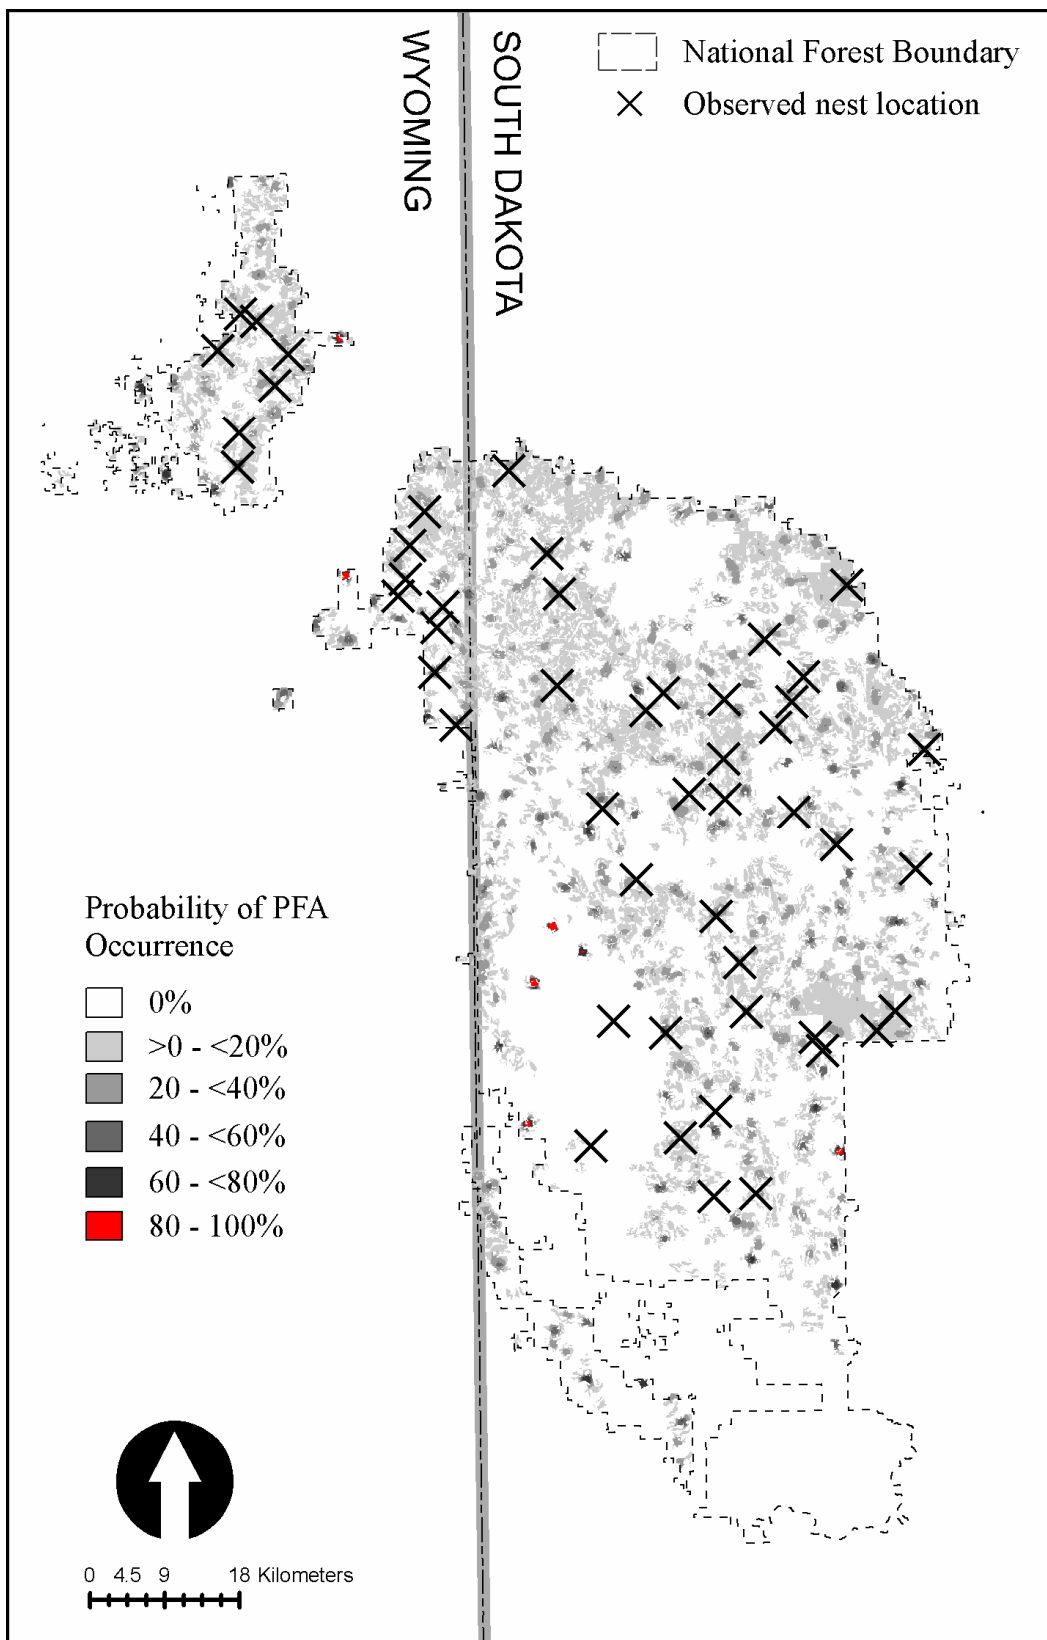 WYOMING
SOUTH DAKOTA
National Forest Boundary
Observed nest location
Probability of PFA
Occurrence
0%
>0 - <20%
20 - <40%
40 - <60%
60 - <80%
80 - 100%
0 4.5 9 18 Kilometers